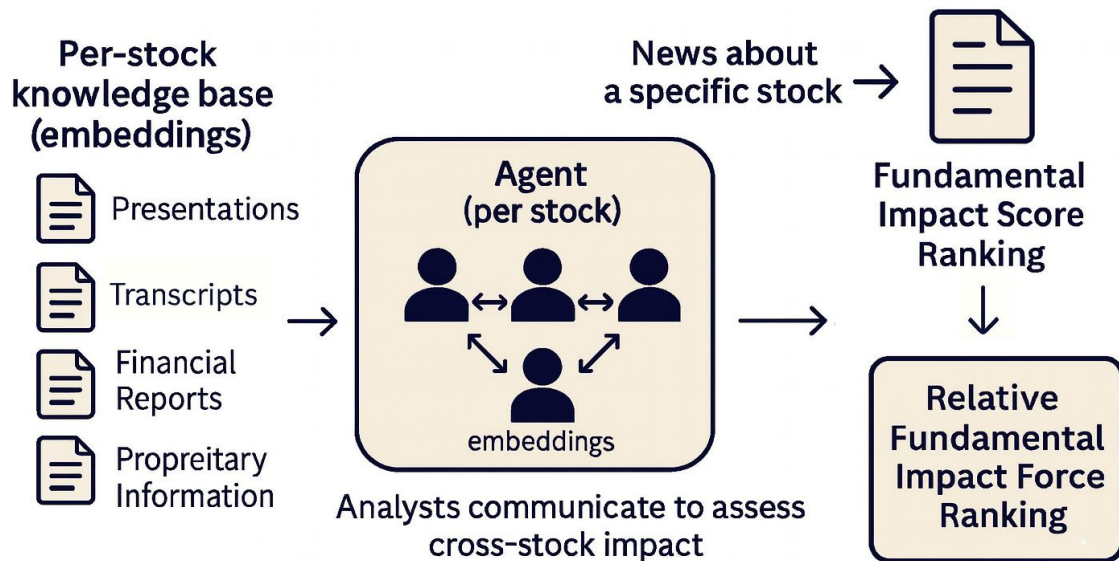 Per-stock
knowledge base
(embeddings)
Presentations
Transcripts
Financial
Reports
Propreitary
Information
Agent
(per stock)
embeddings
Analysts communicate to assess
cross-stock impact
News about
a specific stock
Fundamental
Impact Score
Ranking
Relative
Fundamental
Impact Force
Ranking